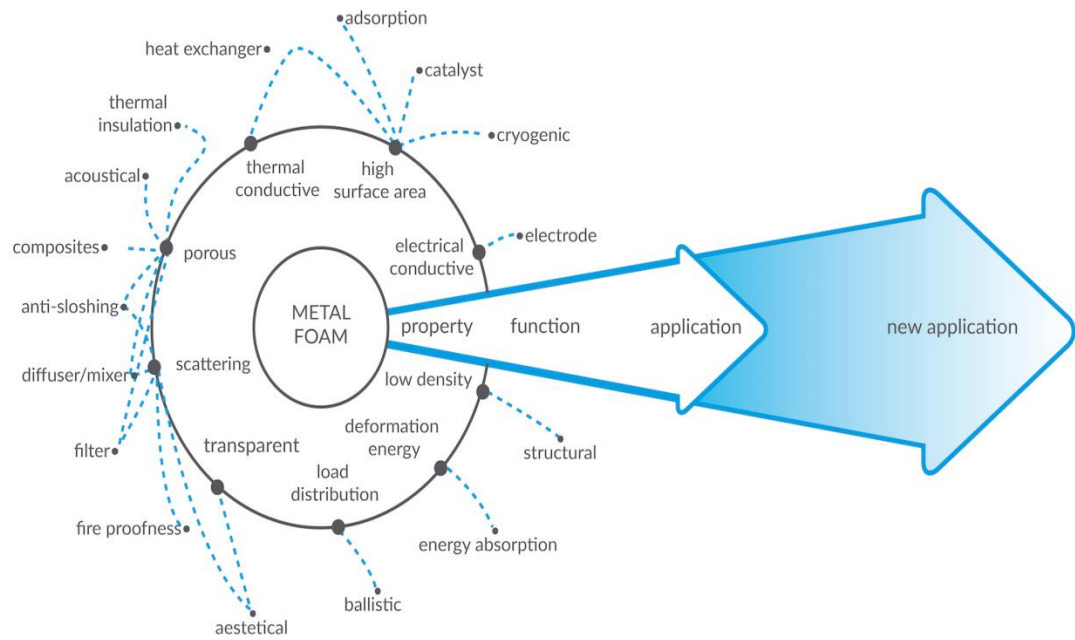 adsorption
heat exchanger
catalyst
thermal
insulation
cryogenic
thermal
conductive
high
surface area
acoustical
composites
porous
electrical
conductive
electrode
anti-sloshing
METAL
FOAM
property
function
application
new application
diffuser/mixer
scattering
low density
filter
transparent
deformation
energy
structural
load
distribution
fire proofness
energy absorption
ballistic
aestetical